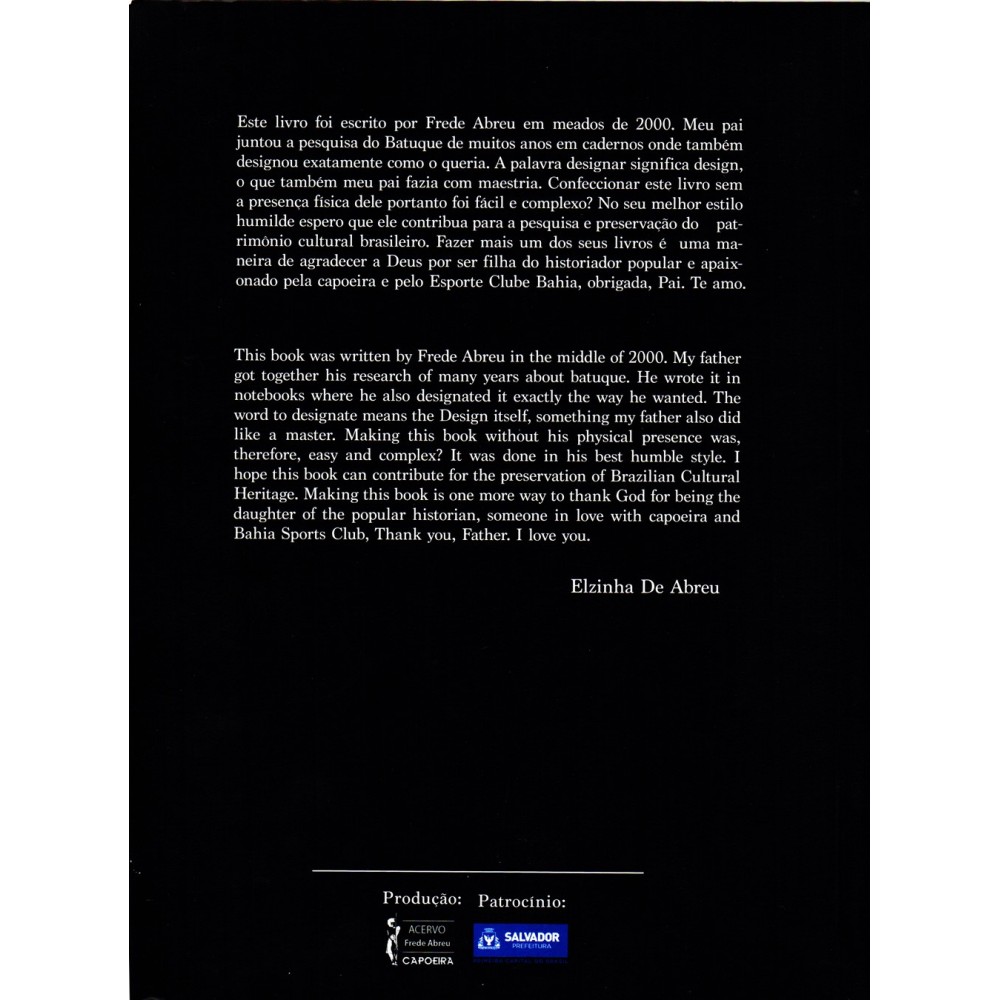 Este livro foi escrito por Frede Abreu em meados de 2000. Meu pai
juntou a pesquisa do Batuque de muitos anos em cadernos onde também
designou exatamente como o queria. A palavra designar significa design,
o que também meu pai fazia com maestria. Confeccionar este livro sem
a presença física dele portanto foi fácil e complexo? No seu melhor estilo
humilde espero que ele contribua para a pesquisa e preservação do pat-
rimônio cultural brasileiro. Fazer mais um dos seus livros é uma ma-
neira de agradecer a Deus por ser filha do historiador popular e apaix-
onado pela capoeira e pelo Esporte Clube Bahia, obrigada, Pai. Te amo.
This book was written by Frede Abreu in the middle of 2000. My father
got together his research of many years about batuque. He wrote it in
notebooks where he also designated it exactly the way he wanted. The
word to designate means the Design itself, something my father also did
like a master. Making this book without his physical presence was,
therefore, easy and complex? It was done in his best humble style. I
hope this book can contribute for the preservation of Brazilian Cultural
Heritage. Making this book is one more way to thank God for being the
daughter of the popular historian, someone in love with capoeira and
Bahia Sports Club, Thank you, Father. I love you.
Elzinha De Abreu
Produção: Patrocínio:
ACERVO
Frede Abreu
CAPOEIRA
SALVADOR
PREFEITURA